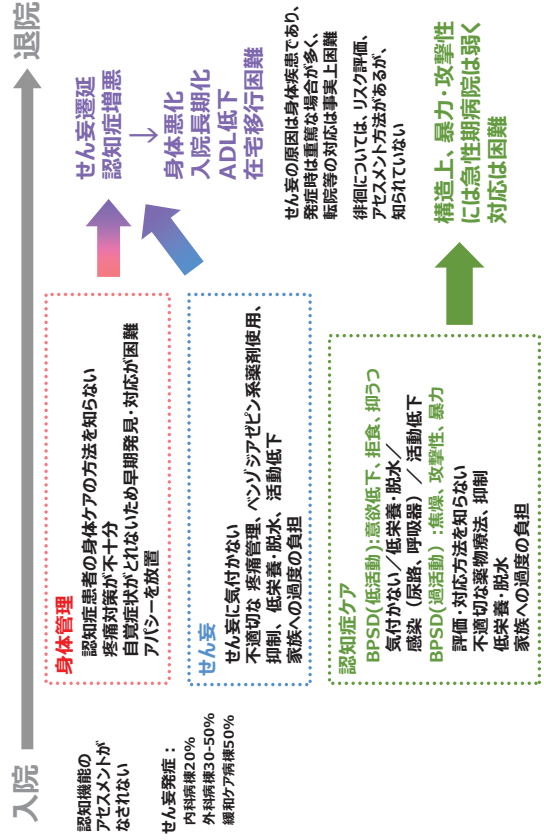 入院
退院
認知機能の
アセスメントが
なされない
せん妄発症：
内科病棟20%
外科病棟30-50%
緩和ケア病棟50%
身体管理
認知症患者の身体ケアの方法を知らない
疼痛対策が不十分
自覚症状がとれないため早期発見・対応が困難
アパシーを放置
せん妄
せん妄に気付かない
不適切な 疼痛管理、ベンゾジアゼピン系薬剤使用、
抑制、低栄養・脱水、活動低下
家族への過度の負担
認知症ケア
BPSD(低活動):意欲低下、拒食、抑うつ
気付かない／低栄養・脱水／
感染（尿路、呼吸器）／ 活動低下
BPSD(過活動）:焦燥、攻撃性、暴力
評価・対応方法を知らない
不適切な薬物療法、抑制
低栄養・脱水
家族への過度の負担
せん妄遷延
認知症増悪
↓
身体悪化
入院長期化
ADL低下
在宅移行困難
せん妄の原因は身体疾患であり、
発症時は重篤な場合が多く、
転院等の対応は事実上困難
徘徊については、リスク評価、
アセスメント方法があるが、
知られていない
構造上、暴力・攻撃性
には急性期病院は弱く
対応は困難